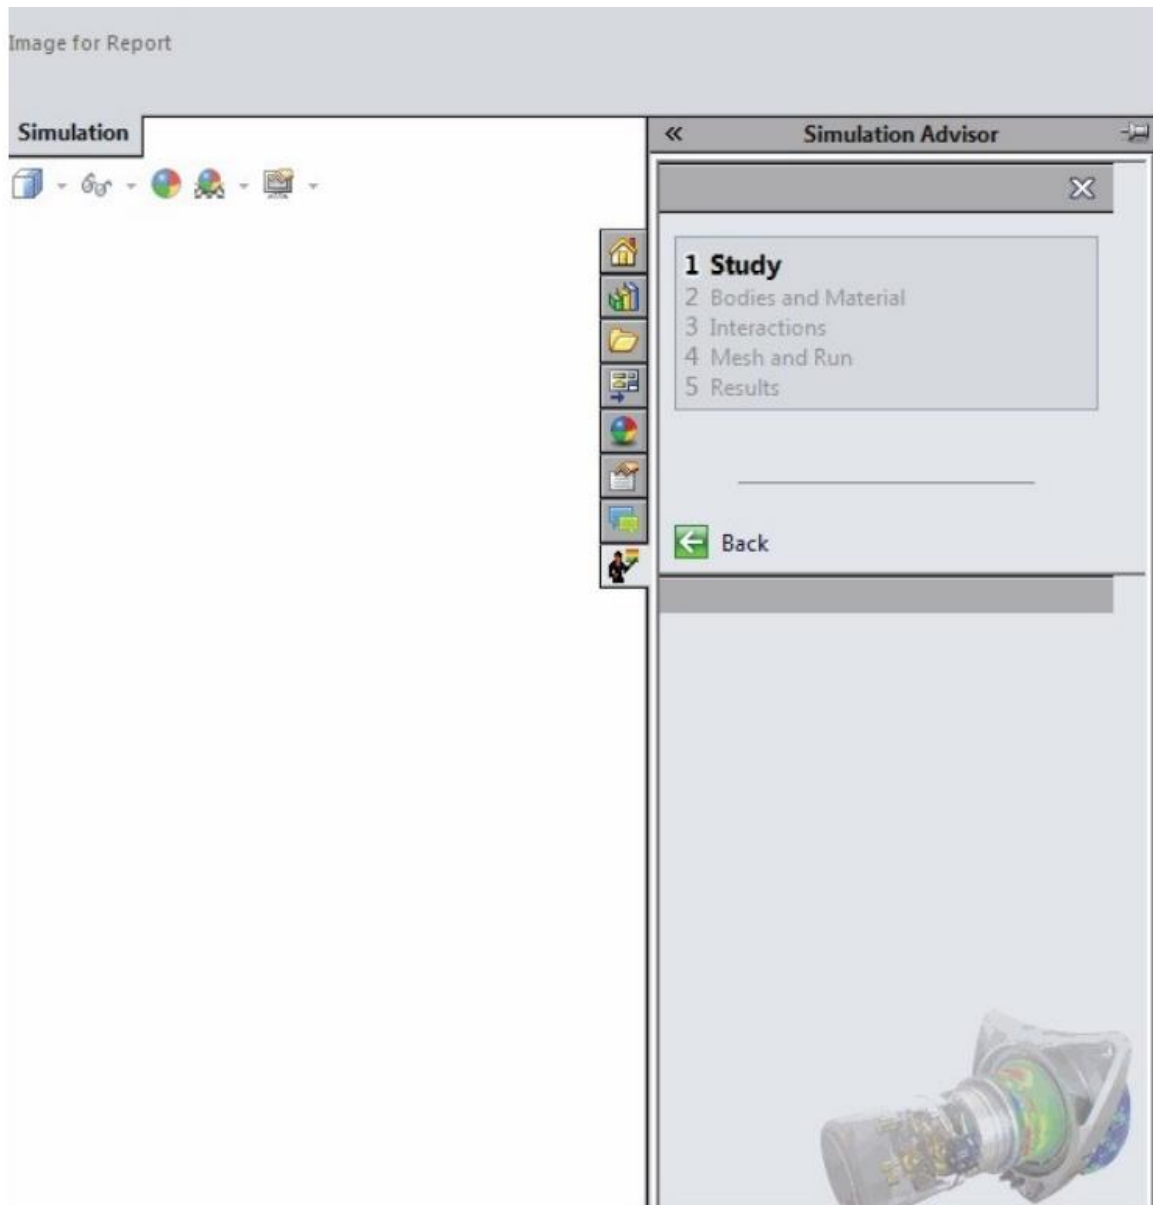 Image for Report
Simulation
« Simulation Advisor
1 Study
2 Bodies and Material
3 Interactions
4 Mesh and Run
5 Results
Back